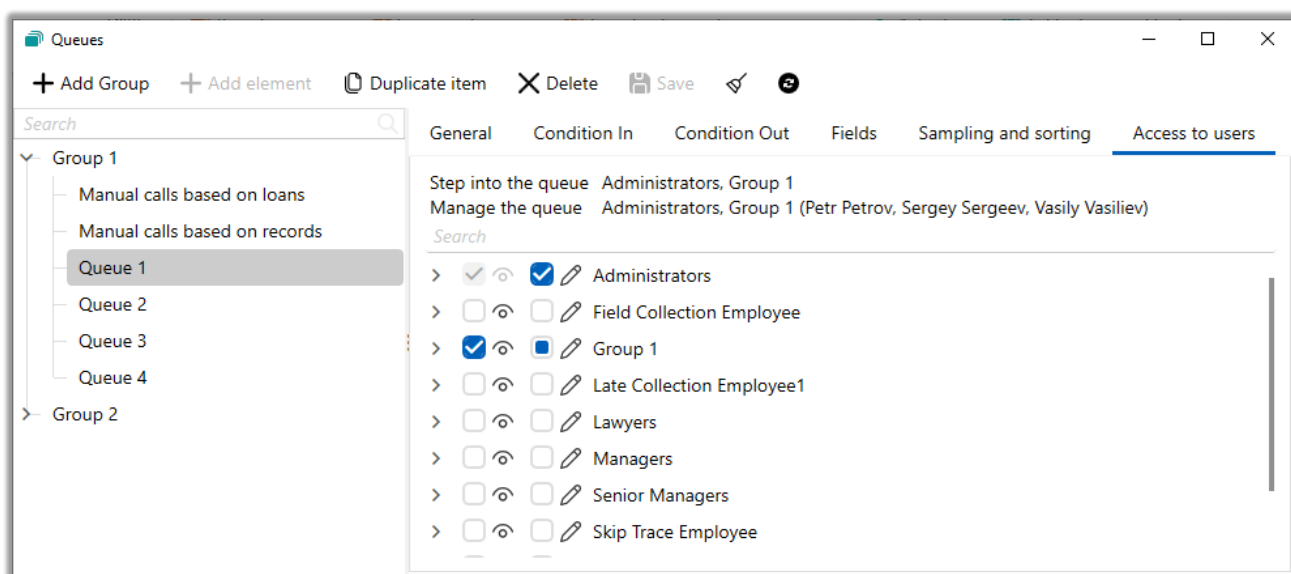 Queues
Add Group Add element Duplicate item Delete Save
Search
Group 1
Manual calls based on loans
Manual calls based on records
Queue 1
Queue 2
Queue 3
Queue 4
Group 2
General Condition In Condition Out Fields Sampling and sorting Access to users
Step into the queue Administrators, Group 1
Manage the queue Administrators, Group 1 (Petr Petrov, Sergey Sergeev, Vasily Vasiliev)
Search
Administrators
Field Collection Employee
Group 1
Late Collection Employee1
Lawyers
Managers
Senior Managers
Skip Trace Employee